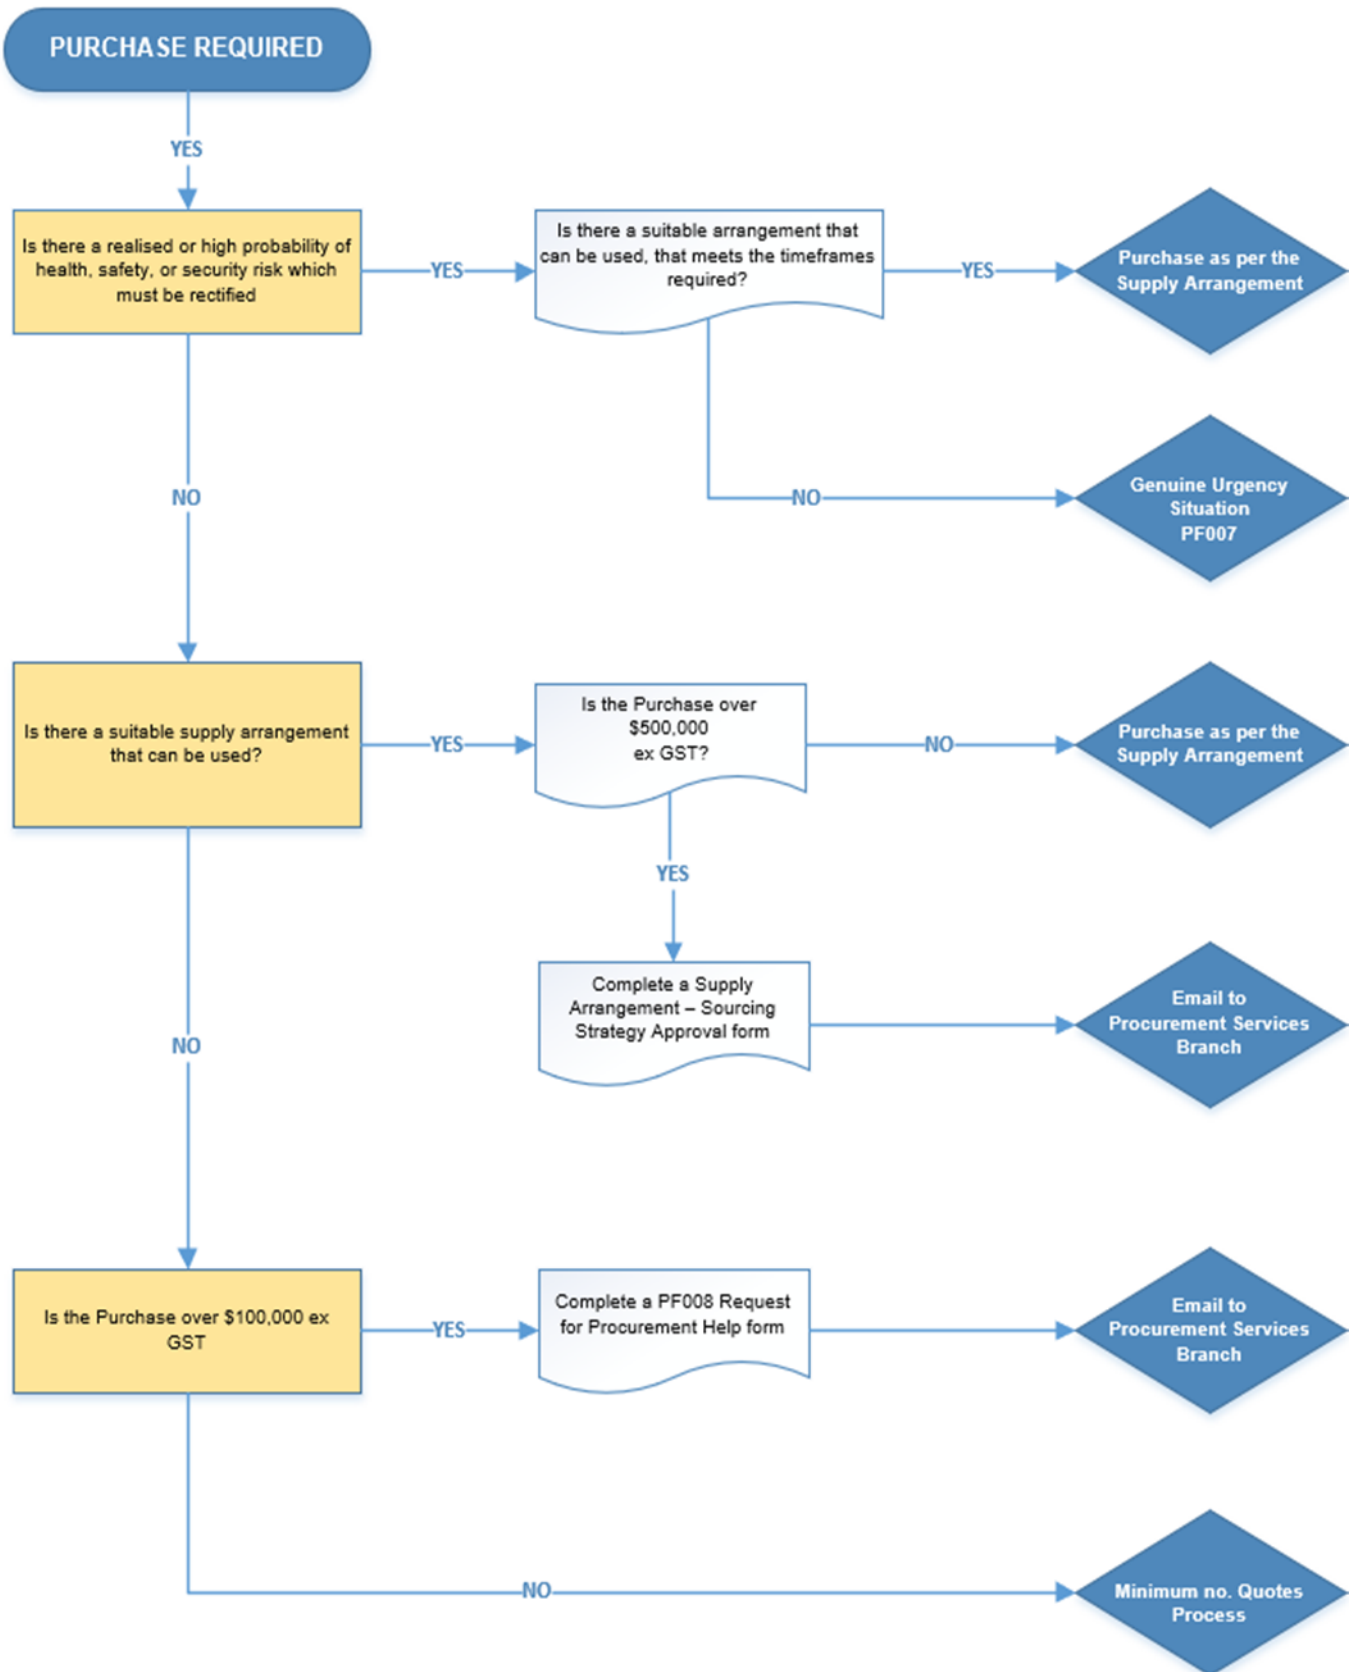 PURCHASE REQUIRED
YES
Is there a realised or high probability of
health, safety, or security risk which
must be rectified
YES
Is there a suitable arrangement that
can be used, that meets the timeframes
required?
YES
Purchase as per the
Supply Arrangement
NO
Genuine Urgency
Situation
PF007
NO
Is there a suitable supply arrangement
that can be used?
YES
Is the Purchase over
$500,000
ex GST?
NO
Purchase as per the
Supply Arrangement
YES
Complete a Supply
Arrangement – Sourcing
Strategy Approval form
Email to
Procurement Services
Branch
NO
Is the Purchase over $100,000 ex
GST
YES
Complete a PF008 Request
for Procurement Help form
Email to
Procurement Services
Branch
NO
Minimum no. Quotes
Process